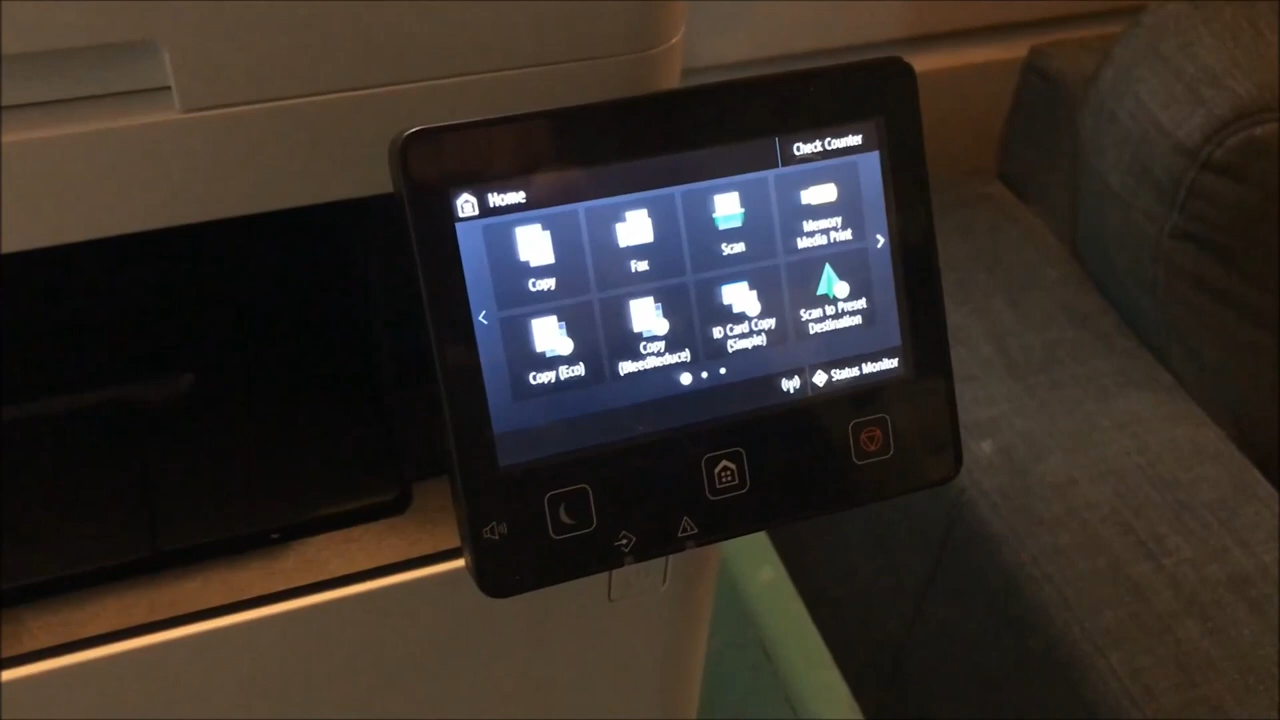 Check Counter
Home
Copy
Fax
Scan
Memory
Media Print
Copy (Eco)
Copy
(BleedReduce)
ID Card Copy
(Simple)
Scan to Preset
Destination
Status Monitor